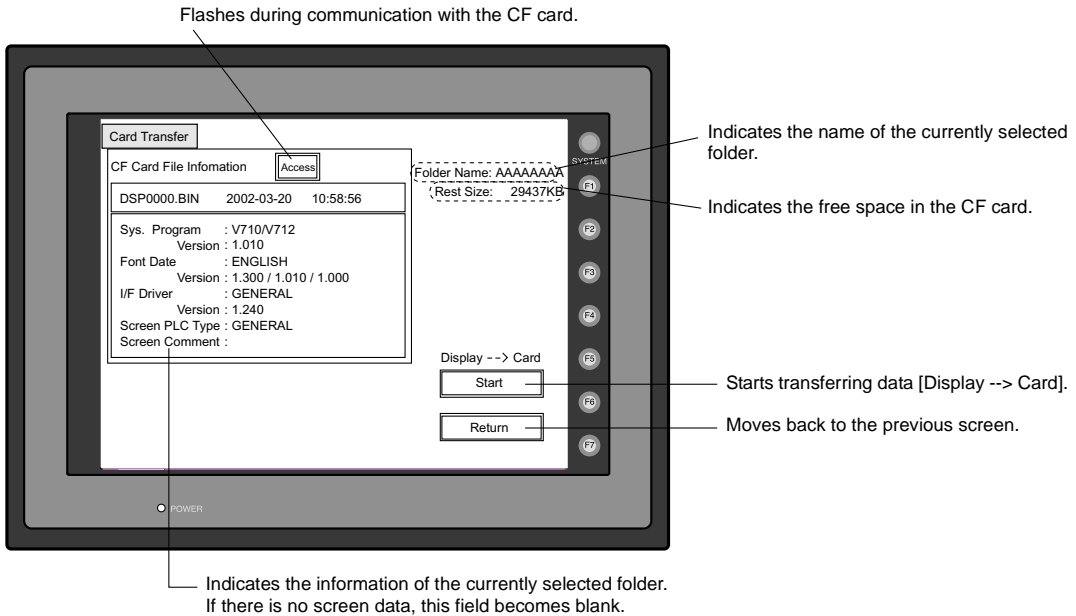 Flashes during communication with the CF card.
Card Transfer
CF Card File Infomation
Access
DSP0000.BIN 2002-03-20 10:58:56
Sys. Program : V710/V712
Version : 1.010
Font Date : ENGLISH
Version : 1.300 / 1.010 / 1.000
I/F Driver : GENERAL
Version : 1.240
Screen PLC Type : GENERAL
Screen Comment :
Folder Name: AAAAAAAA
Rest Size: 29437KB
Display --> Card
Start
Return
SYSTEM
F1
F2
F3
F4
F5
F6
F7
POWER
Indicates the name of the currently selected
folder.
Indicates the free space in the CF card.
Starts transferring data [Display --> Card].
Moves back to the previous screen.
Indicates the information of the currently selected folder.
If there is no screen data, this field becomes blank.